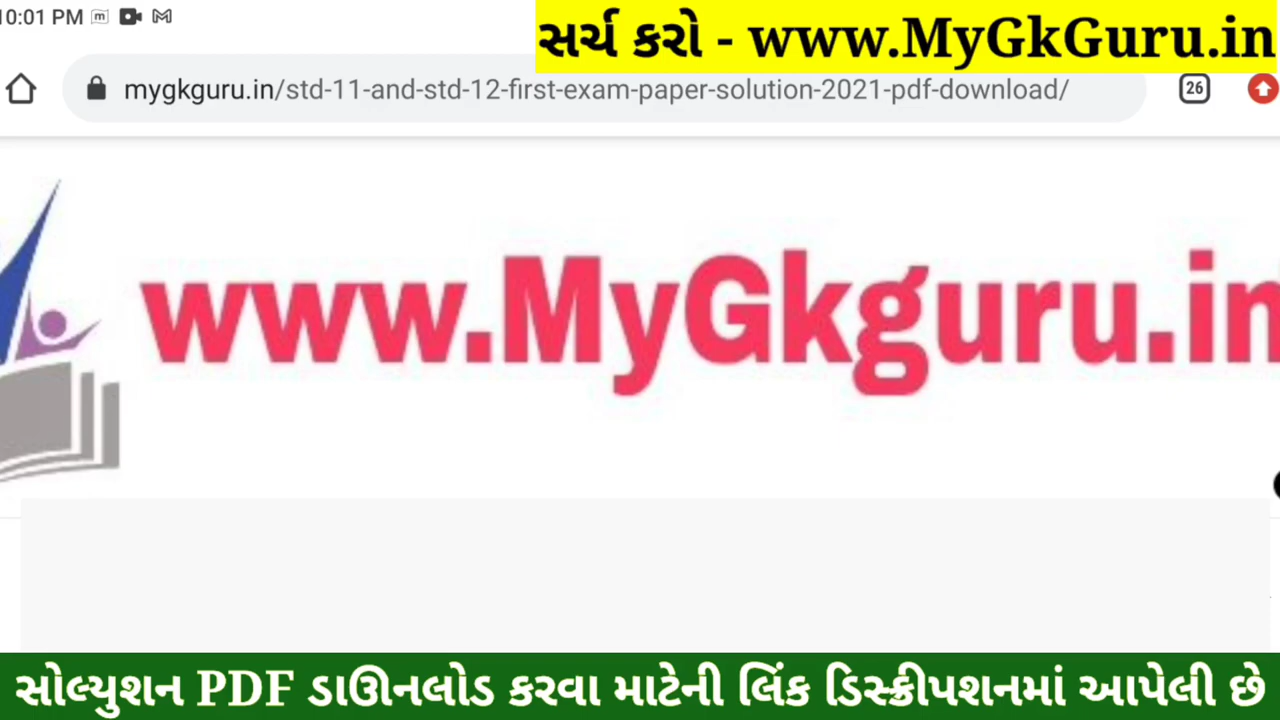 10:01 PM
સર્ચ કરો - www.MyGkGuru.in
mygkguru.in/std-11-and-std-12-first-exam-paper-solution-2021-pdf-download/
26
www.MyGkguru.in
સોલ્યુશન PDF ડાઊનલોડ કરવા માટેની લિંક ડિસ્ક્રીપશનમાં આપેલી છે